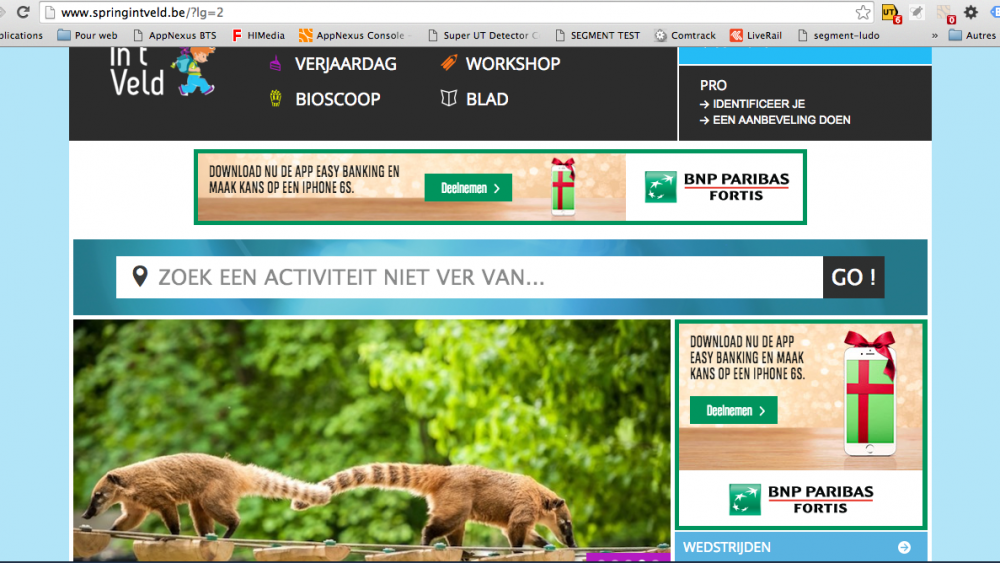 www.springintveld.be/?lg=2
UT
6
0
plications
Pour web
AppNexus BTS
HIMedia
AppNexus Console
Super UT Detector C
SEGMENT TEST
Comtrack
LiveRail
segment-ludo
»
Autres
In t
Veld
VERJAARDAG
WORKSHOP
BIOSCOOP
BLAD
PRO
→ IDENTIFICEER JE
→ EEN AANBEVELING DOEN
DOWNLOAD NU DE APP EASY BANKING EN
MAAK KANS OP EEN IPHONE 6S.
Deelnemen >
BNP PARIBAS
FORTIS
ZOEK EEN ACTIVITEIT NIET VER VAN...
GO !
DOWNLOAD NU DE APP
EASY BANKING EN MAAK
KANS OP EEN IPHONE 6S.
Deelnemen >
BNP PARIBAS
FORTIS
WEDSTRIJDEN